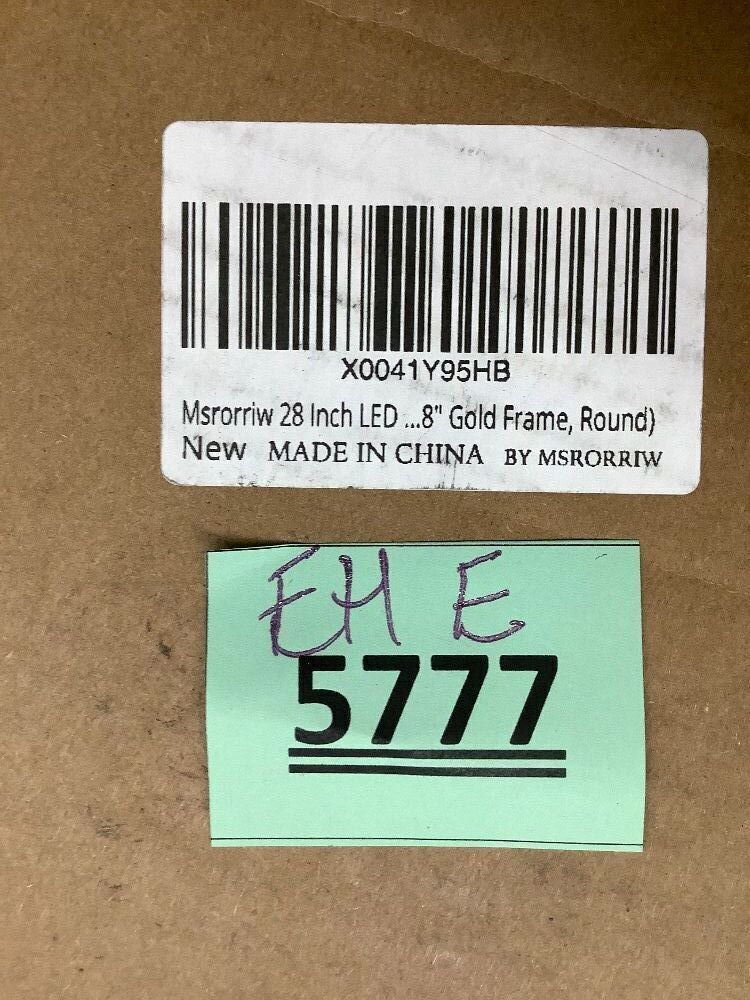 X0041Y95HB
Msrorriw 28 Inch LED ...8" Gold Frame, Round)
New MADE IN CHINA BY MSRORRIW
EH E
5777